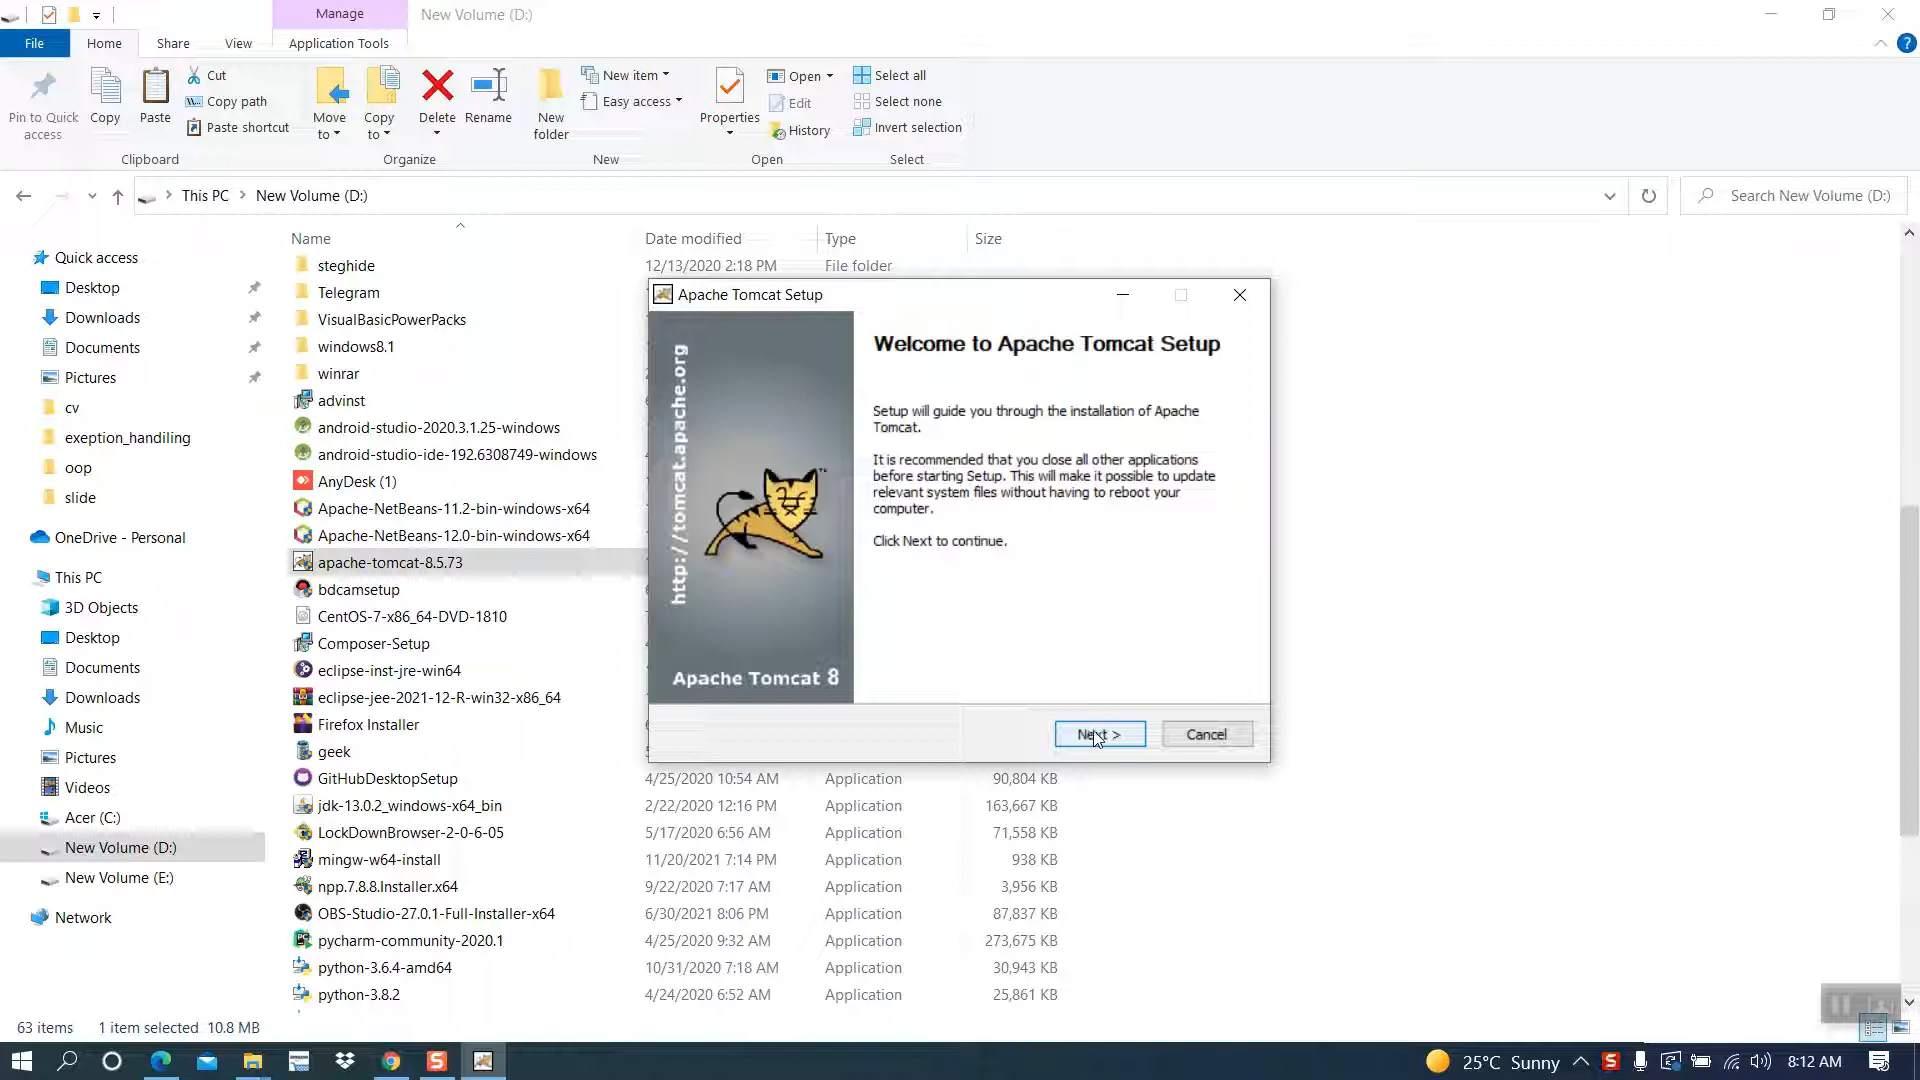 Manage
New Volume (D:)
File
Home
Share
View
Application Tools
Pin to Quick
access
Copy
Paste
Cut
Copy path
Paste shortcut
Move
to
Copy
to
Delete
Rename
New
folder
New item
Easy access
Properties
Open
Edit
History
Select all
Select none
Invert selection
Clipboard
Organize
New
Open
Select
This PC
New Volume (D:)
Search New Volume (D:)
Name
Date modified
Type
Size
Quick access
Desktop
Downloads
Documents
Pictures
cv
exeption_handiling
oop
slide
OneDrive - Personal
This PC
3D Objects
Desktop
Documents
Downloads
Music
Pictures
Videos
Acer (C:)
New Volume (D:)
New Volume (E:)
Network
steghide 12/13/2020 2:18 PM File folder
Telegram
VisualBasicPowerPacks
windows8.1
winrar
advinst
android-studio-2020.3.1.25-windows
android-studio-ide-192.6308749-windows
AnyDesk (1)
Apache-NetBeans-11.2-bin-windows-x64
Apache-NetBeans-12.0-bin-windows-x64
apache-tomcat-8.5.73
bdcamsetup
CentOS-7-x86_64-DVD-1810
Composer-Setup
eclipse-inst-jre-win64
eclipse-jee-2021-12-R-win32-x86_64
Firefox Installer
geek
GitHubDesktopSetup 4/25/2020 10:54 AM Application 90,804 KB
jdk-13.0.2_windows-x64_bin 2/22/2020 12:16 PM Application 163,667 KB
LockDownBrowser-2-0-6-05 5/17/2020 6:56 AM Application 71,558 KB
mingw-w64-install 11/20/2021 7:14 PM Application 938 KB
npp.7.8.8.Installer.x64 9/22/2020 7:17 AM Application 3,956 KB
OBS-Studio-27.0.1-Full-Installer-x64 6/30/2021 8:06 PM Application 87,837 KB
pycharm-community-2020.1 4/25/2020 9:32 AM Application 273,675 KB
python-3.6.4-amd64 10/31/2020 7:18 AM Application 30,943 KB
python-3.8.2 4/24/2020 6:52 AM Application 25,861 KB
Apache Tomcat Setup
http://tomcat.apache.org
TM
Apache Tomcat 8
Welcome to Apache Tomcat Setup
Setup will guide you through the installation of Apache
Tomcat.
It is recommended that you close all other applications
before starting Setup. This will make it possible to update
relevant system files without having to reboot your
computer.
Click Next to continue.
Next >
Cancel
63 items 1 item selected 10.8 MB
25°C Sunny
8:12 AM